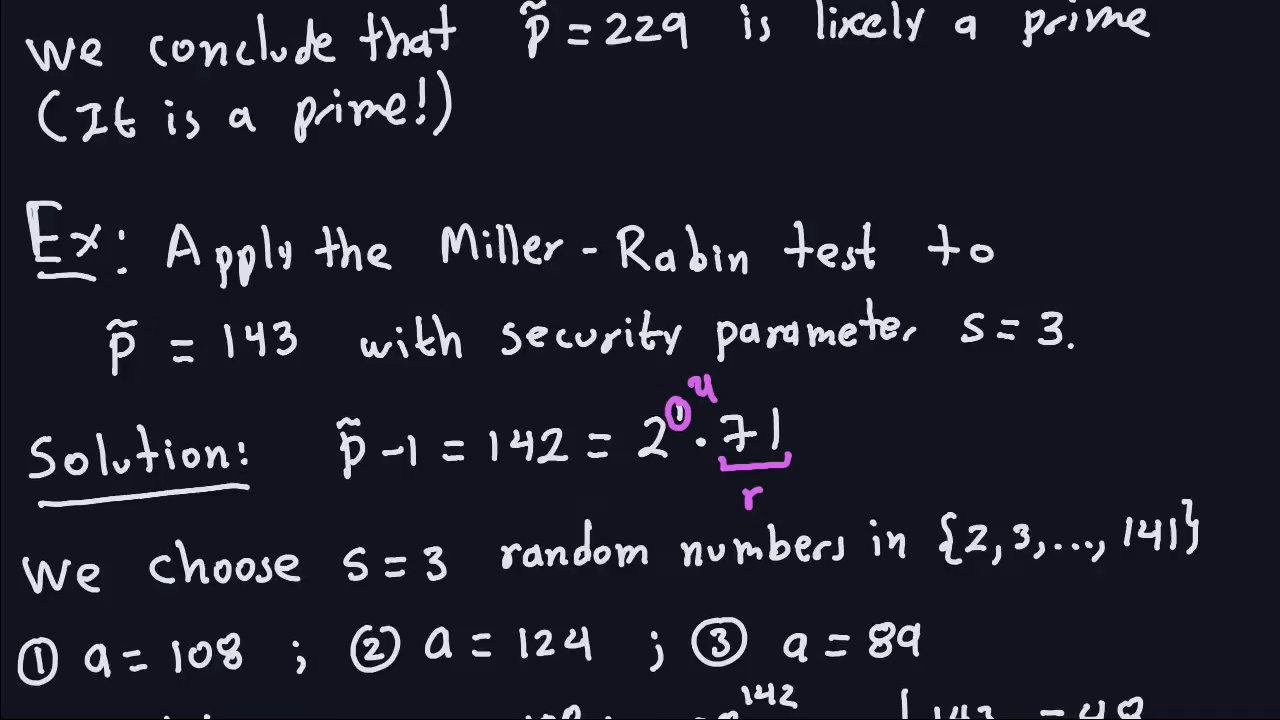 we conclude that p̃ = 229 is likely a prime
(It is a prime!)
Ex: Apply the Miller-Rabin test to
p̃ = 143 with security parameter s = 3.
Solution: p̃ - 1 = 142 = 2¹ · 71
u
r
we choose s = 3 random numbers in {2, 3, ..., 141}
① a = 108 ; ② a = 124 ; ③ a = 89
142